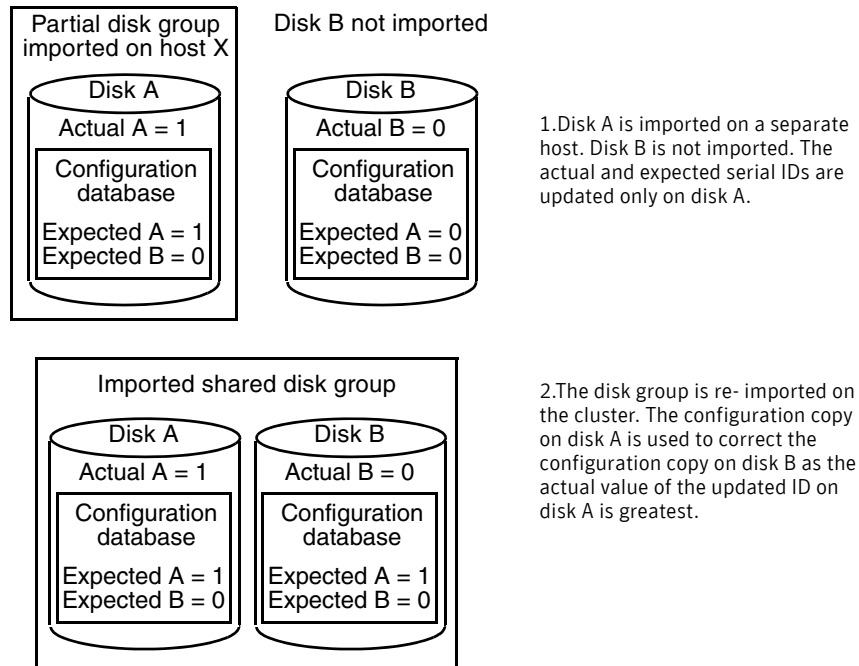 Partial disk group
imported on host X
Disk B not imported
Disk A
Actual A = 1
Configuration
database
Expected A = 1
Expected B = 0
Disk B
Actual B = 0
Configuration
database
Expected A = 0
Expected B = 0
1.Disk A is imported on a separate
host. Disk B is not imported. The
actual and expected serial IDs are
updated only on disk A.
Imported shared disk group
Disk A
Actual A = 1
Configuration
database
Expected A = 1
Expected B = 0
Disk B
Actual B = 0
Configuration
database
Expected A = 1
Expected B = 0
2.The disk group is re- imported on
the cluster. The configuration copy
on disk A is used to correct the
configuration copy on disk B as the
actual value of the updated ID on
disk A is greatest.